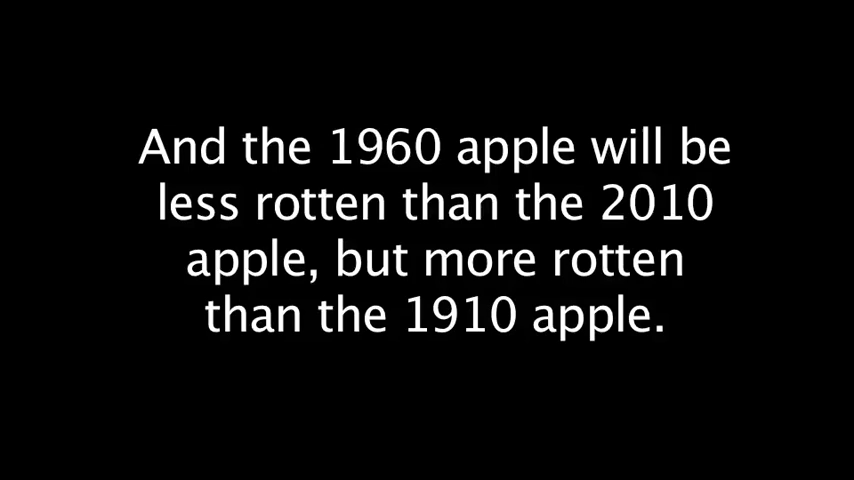 And the 1960 apple will be
less rotten than the 2010
apple, but more rotten
than the 1910 apple.